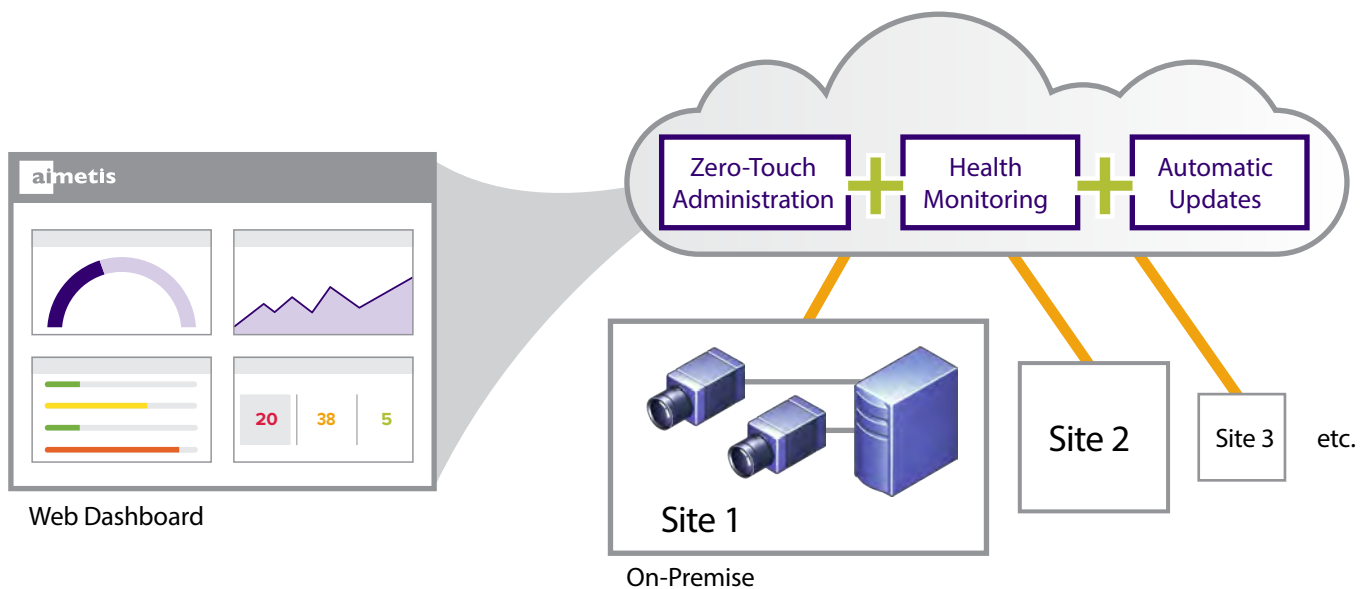 aimetis
20 38 5
Web Dashboard
Zero-Touch
Administration
Health
Monitoring
Automatic
Updates
Site 1
On-Premise
Site 2
Site 3
etc.